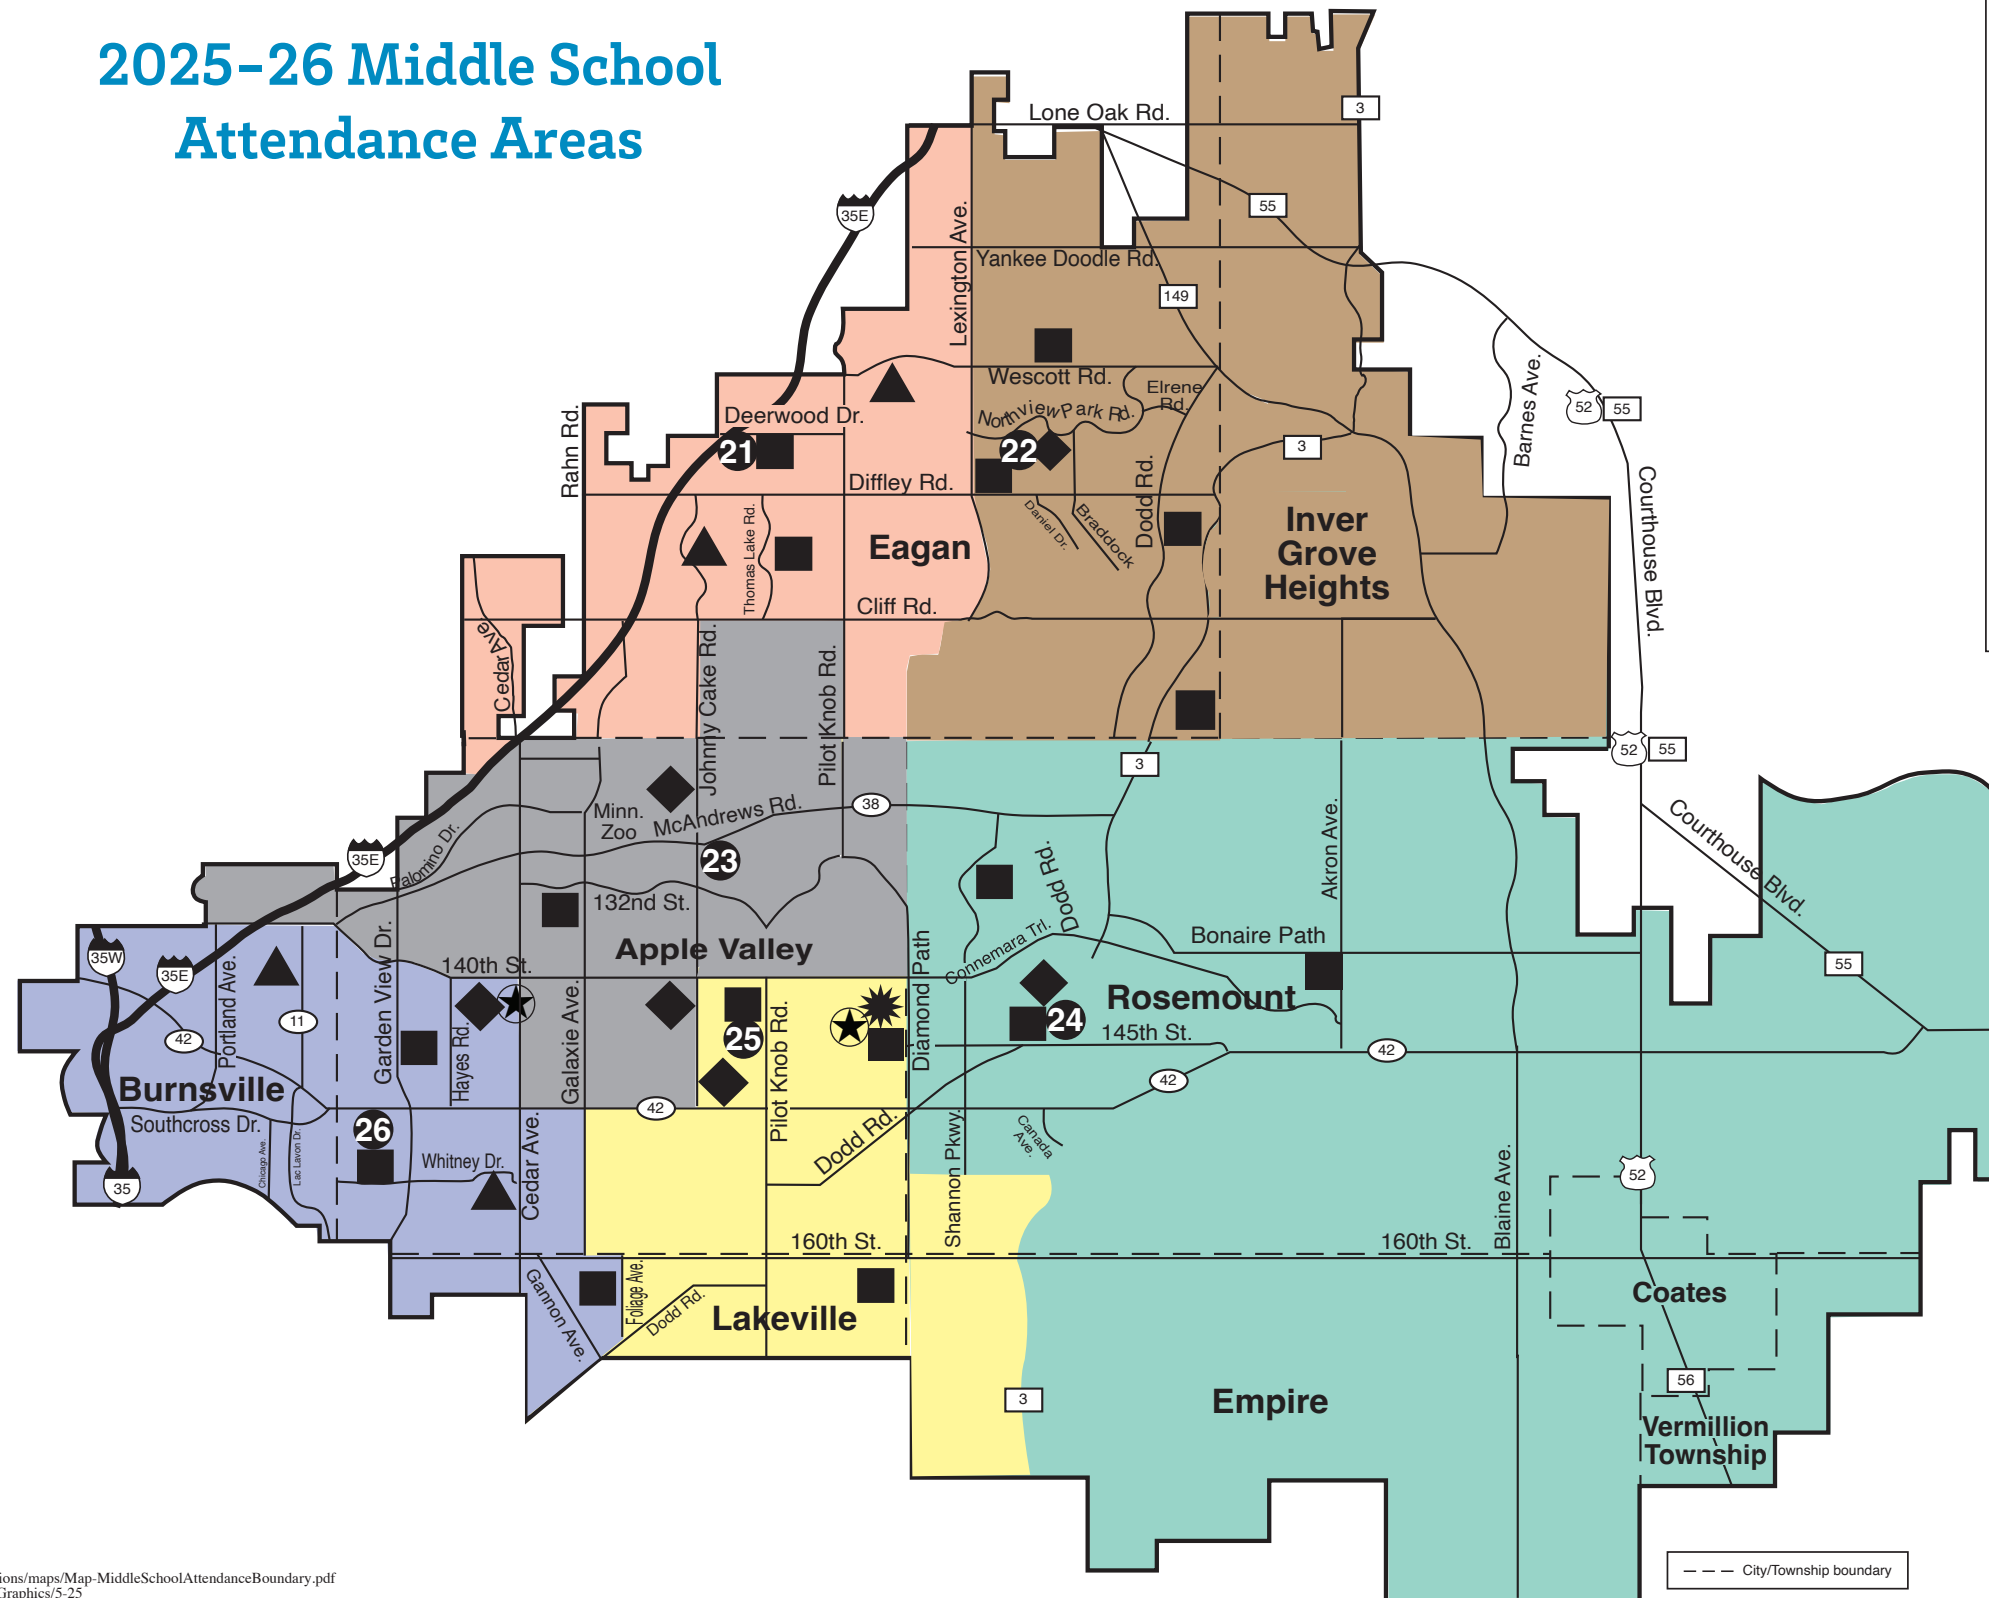 2025-26 Middle School
Attendance Areas
3
Lone Oak Rd.
35E
55
Lexington Ave.
Yankee Doodle Rd.
149
Wescott Rd.
Elrene
Rd.
Northview Park Rd.
Deerwood Dr.
Rahn Rd.
21
22
3
Barnes Ave.
52
55
Diffley Rd.
Dodd Rd.
Courthouse Blvd.
Thomas Lake Rd.
Daniel Dr.
Braddock
Eagan
Inver
Grove
Heights
Cliff Rd.
Cedar Ave.
Johnny Cake Rd.
Pilot Knob Rd.
3
52
55
Minn.
Zoo
McAndrews Rd.
38
Palomino Dr.
35E
23
Akron Ave.
Courthouse Blvd.
132nd St.
Dodd Rd.
Apple Valley
Connemara Trl.
Bonaire Path
35W
35E
Portland Ave.
Garden View Dr.
140th St.
Diamond Path
55
11
42
Hayes Rd.
Galaxie Ave.
25
Pilot Knob Rd.
Rosemount
24
145th St.
42
42
Burnsville
Southcross Dr.
42
26
Chicago Ave.
Lac Lavon Dr.
Whitney Dr.
Cedar Ave.
Dodd Rd.
Shannon Pkwy.
Canada
Ave.
Blaine Ave.
52
35
160th St.
160th St.
Gannon Ave.
Foliage Ave.
Dodd Rd.
Lakeville
Coates
3
Empire
56
Vermillion
Township
City/Township boundary
ions/maps/Map-MiddleSchoolAttendanceBoundary.pdf
Graphics/5-25